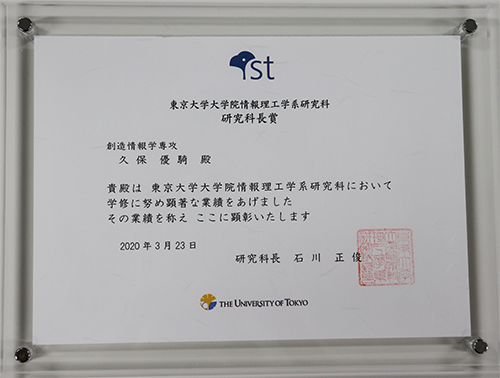 ist
東京大学大学院情報理工学系研究科
研究科長賞
創造情報学専攻
久保 優騎 殿
貴殿は 東京大学大学院情報理工学系研究科において
学修に努め顕著な業績をあげました
その業績を称え ここに顕彰いたします
2020年3月23日
研究科長 石川 正俊
THE UNIVERSITY OF TOKYO